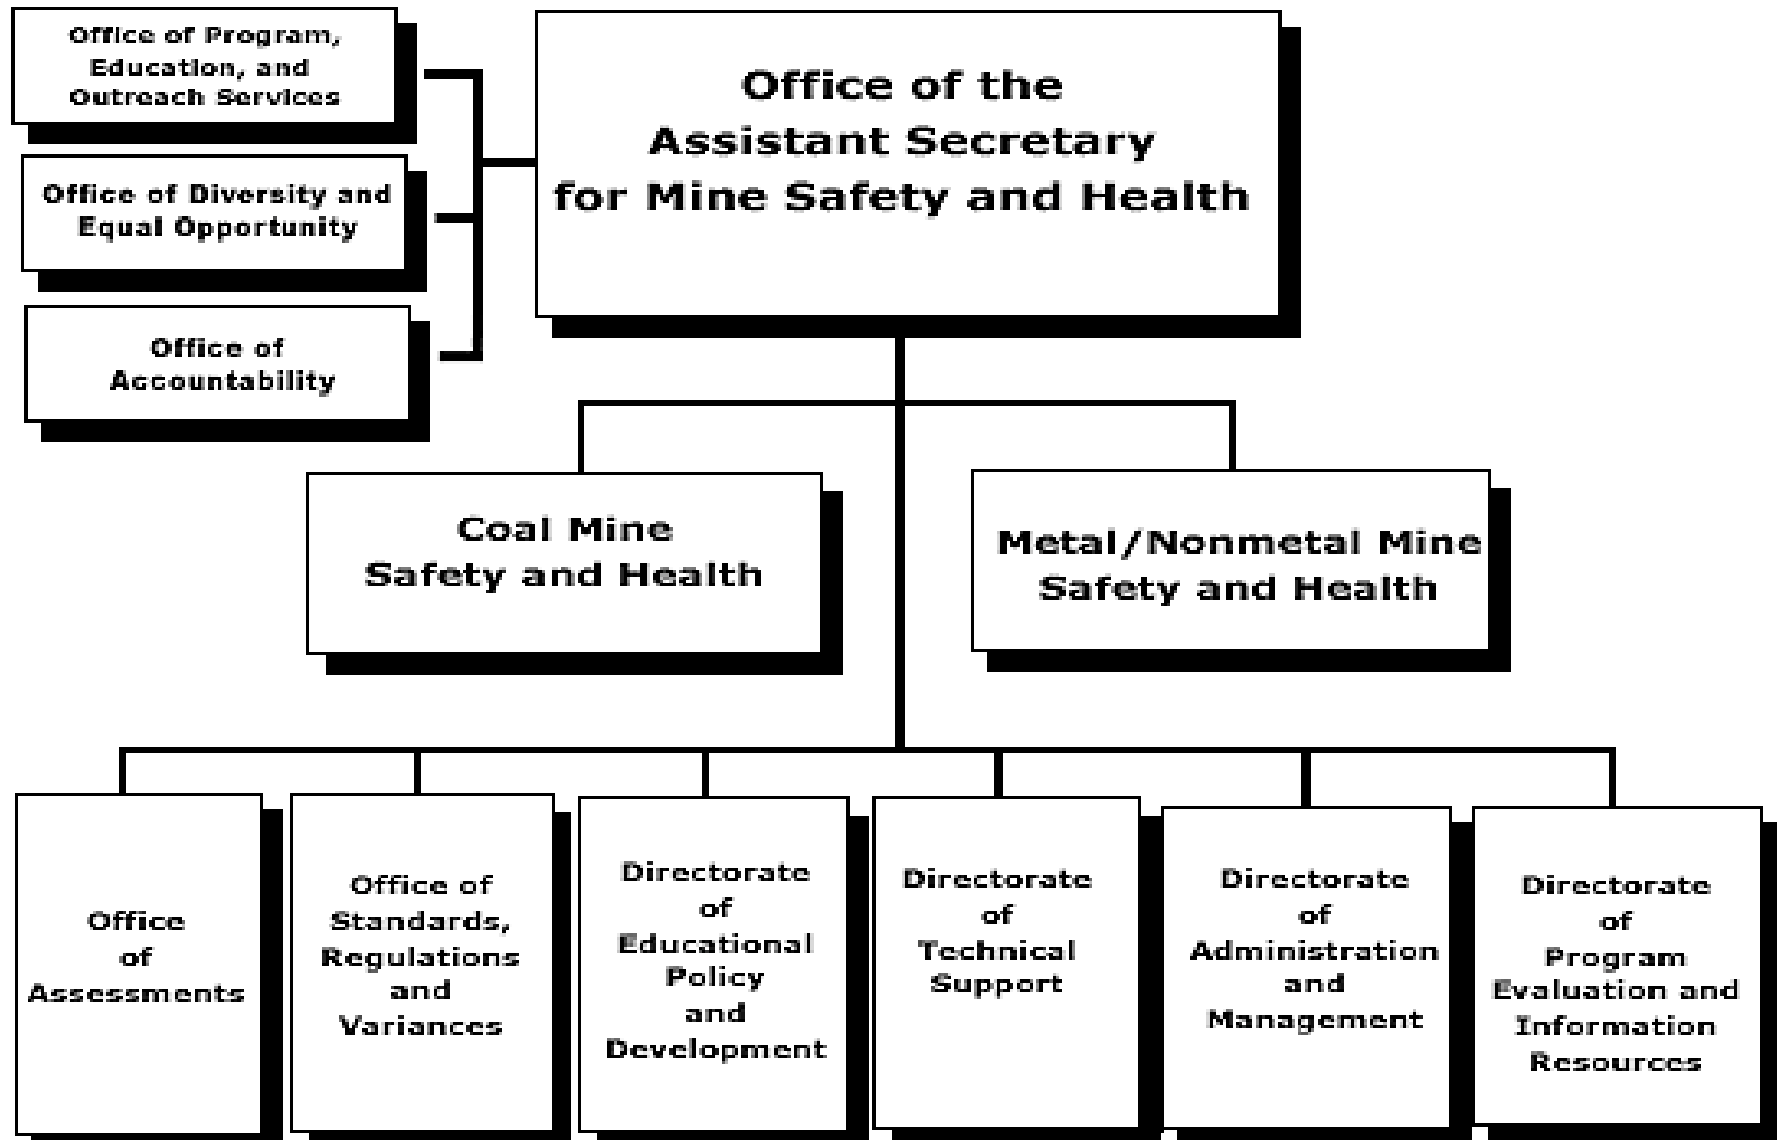 Office of Program,
Education, and
Outreach Services
Office of the
Assistant Secretary
for Mine Safety and Health
Office of Diversity and
Equal Opportunity
Office of
Accountability
Coal Mine
Safety and Health
Metal/Nonmetal Mine
Safety and Health
Office
of
Assessments
Office of
Standards,
Regulations
and
Variances
Directorate
of
Educational
Policy
and
Development
Directorate
of
Technical
Support
Directorate
of
Administration
and
Management
Directorate
of
Program
Evaluation and
Information
Resources